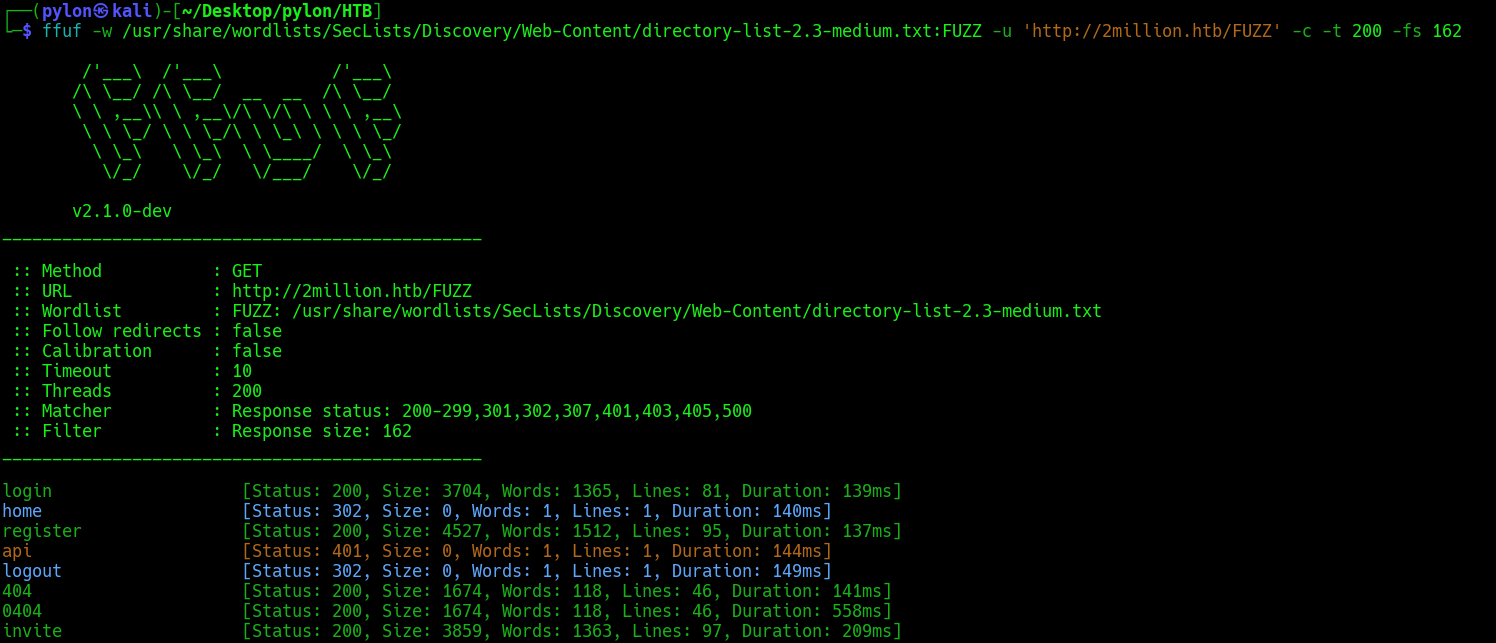 ┌──(pylon㉿kali)-[~/Desktop/pylon/HTB]
└─$ ffuf -w /usr/share/wordlists/SecLists/Discovery/Web-Content/directory-list-2.3-medium.txt:FUZZ -u 'http://2million.htb/FUZZ' -c -t 200 -fs 162

        /'___\  /'___\           /'___\
       /\ \__/ /\ \__/  __  __  /\ \__/
       \ \ ,__\\ \ ,__\/\ \/\ \ \ \ ,__\
        \ \ \_/ \ \ \_/\ \ \_\ \ \ \ \_/
         \ \_\   \ \_\  \ \____/  \ \_\
          \/_/    \/_/   \/___/    \/_/

       v2.1.0-dev
________________________________________________

 :: Method           : GET
 :: URL              : http://2million.htb/FUZZ
 :: Wordlist         : FUZZ: /usr/share/wordlists/SecLists/Discovery/Web-Content/directory-list-2.3-medium.txt
 :: Follow redirects : false
 :: Calibration      : false
 :: Timeout          : 10
 :: Threads          : 200
 :: Matcher          : Response status: 200-299,301,302,307,401,403,405,500
 :: Filter           : Response size: 162
________________________________________________

login                   [Status: 200, Size: 3704, Words: 1365, Lines: 81, Duration: 139ms]
home                    [Status: 302, Size: 0, Words: 1, Lines: 1, Duration: 140ms]
register                [Status: 200, Size: 4527, Words: 1512, Lines: 95, Duration: 137ms]
api                     [Status: 401, Size: 0, Words: 1, Lines: 1, Duration: 144ms]
logout                  [Status: 302, Size: 0, Words: 1, Lines: 1, Duration: 149ms]
404                     [Status: 200, Size: 1674, Words: 118, Lines: 46, Duration: 141ms]
0404                    [Status: 200, Size: 1674, Words: 118, Lines: 46, Duration: 558ms]
invite                  [Status: 200, Size: 3859, Words: 1363, Lines: 97, Duration: 209ms]